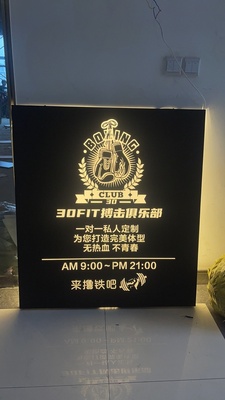 BOXING
CLUB
30
30FIT搏击俱乐部
一对一私人定制
为您打造完美体型
无热血 不青春
AM 9:00~PM 21:00
来撸铁吧